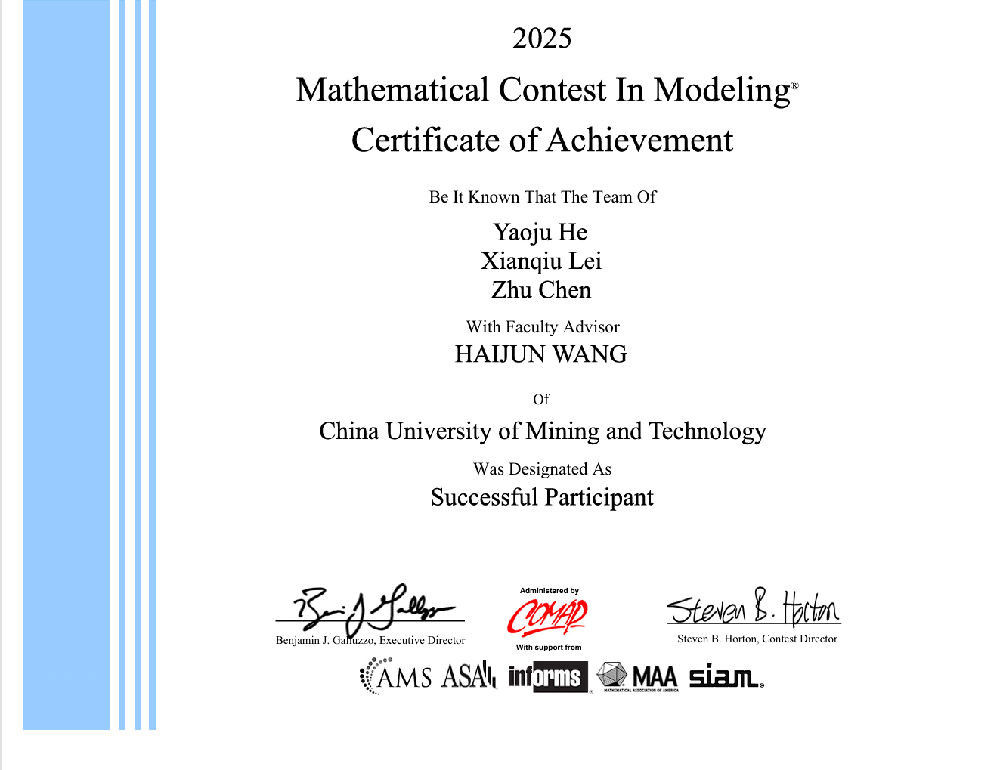 2025
Mathematical Contest In Modeling®
Certificate of Achievement
Be It Known That The Team Of
Yaoju He
Xianqiu Lei
Zhu Chen
With Faculty Advisor
HAIJUN WANG
Of
China University of Mining and Technology
Was Designated As
Successful Participant
Administered by
COMAP
Steven B. Horton
Benjamin J. Galluzzo, Executive Director
Steven B. Horton, Contest Director
With support from
AMS ASA informs® MAA siam®
MATHEMATICAL ASSOCIATION OF AMERICA